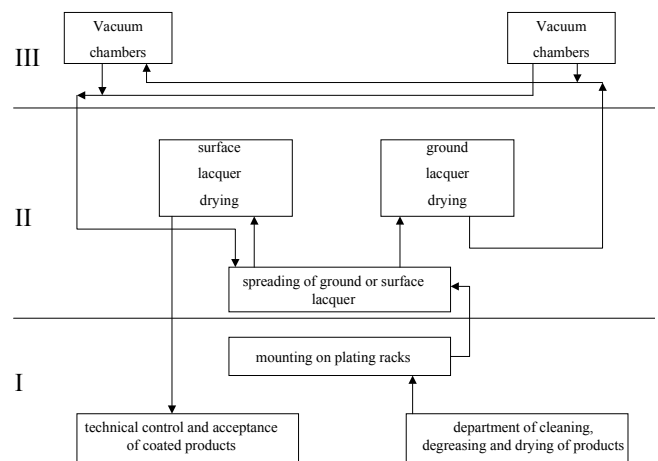 Vacuum
chambers
Vacuum
chambers
III
surface
lacquer
drying
ground
lacquer
drying
II
spreading of ground or surface
lacquer
mounting on plating racks
I
technical control and acceptance
of coated products
department of cleaning,
degreasing and drying of products